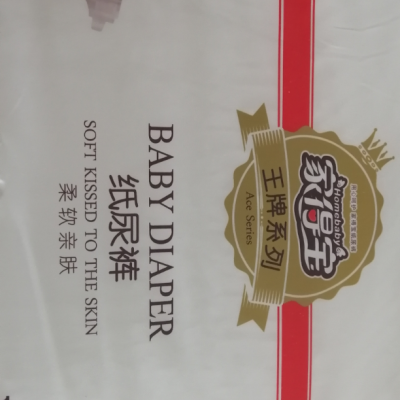 Homebaby
家得宝
王牌系列
Ace Series
BABY DIAPER
纸尿裤
SOFT KISSED TO THE SKIN
柔软亲肤